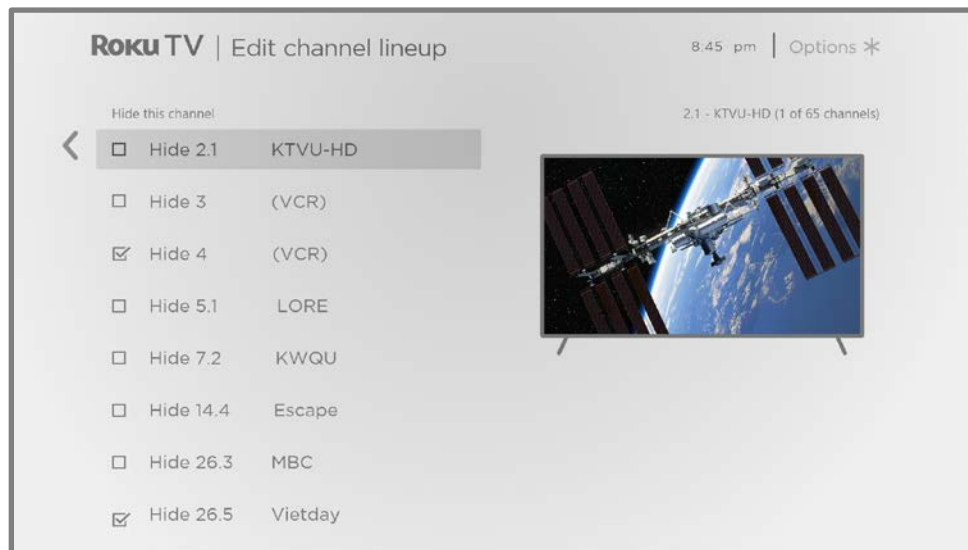 Roku TV | Edit channel lineup
8:45 pm | Options
Hide this channel
2.1 - KTVU-HD (1 of 65 channels)
Hide 2.1 KTVU-HD
Hide 3 (VCR)
Hide 4 (VCR)
Hide 5.1 LORE
Hide 7.2 KWQU
Hide 14.4 Escape
Hide 26.3 MBC
Hide 26.5 Vietday